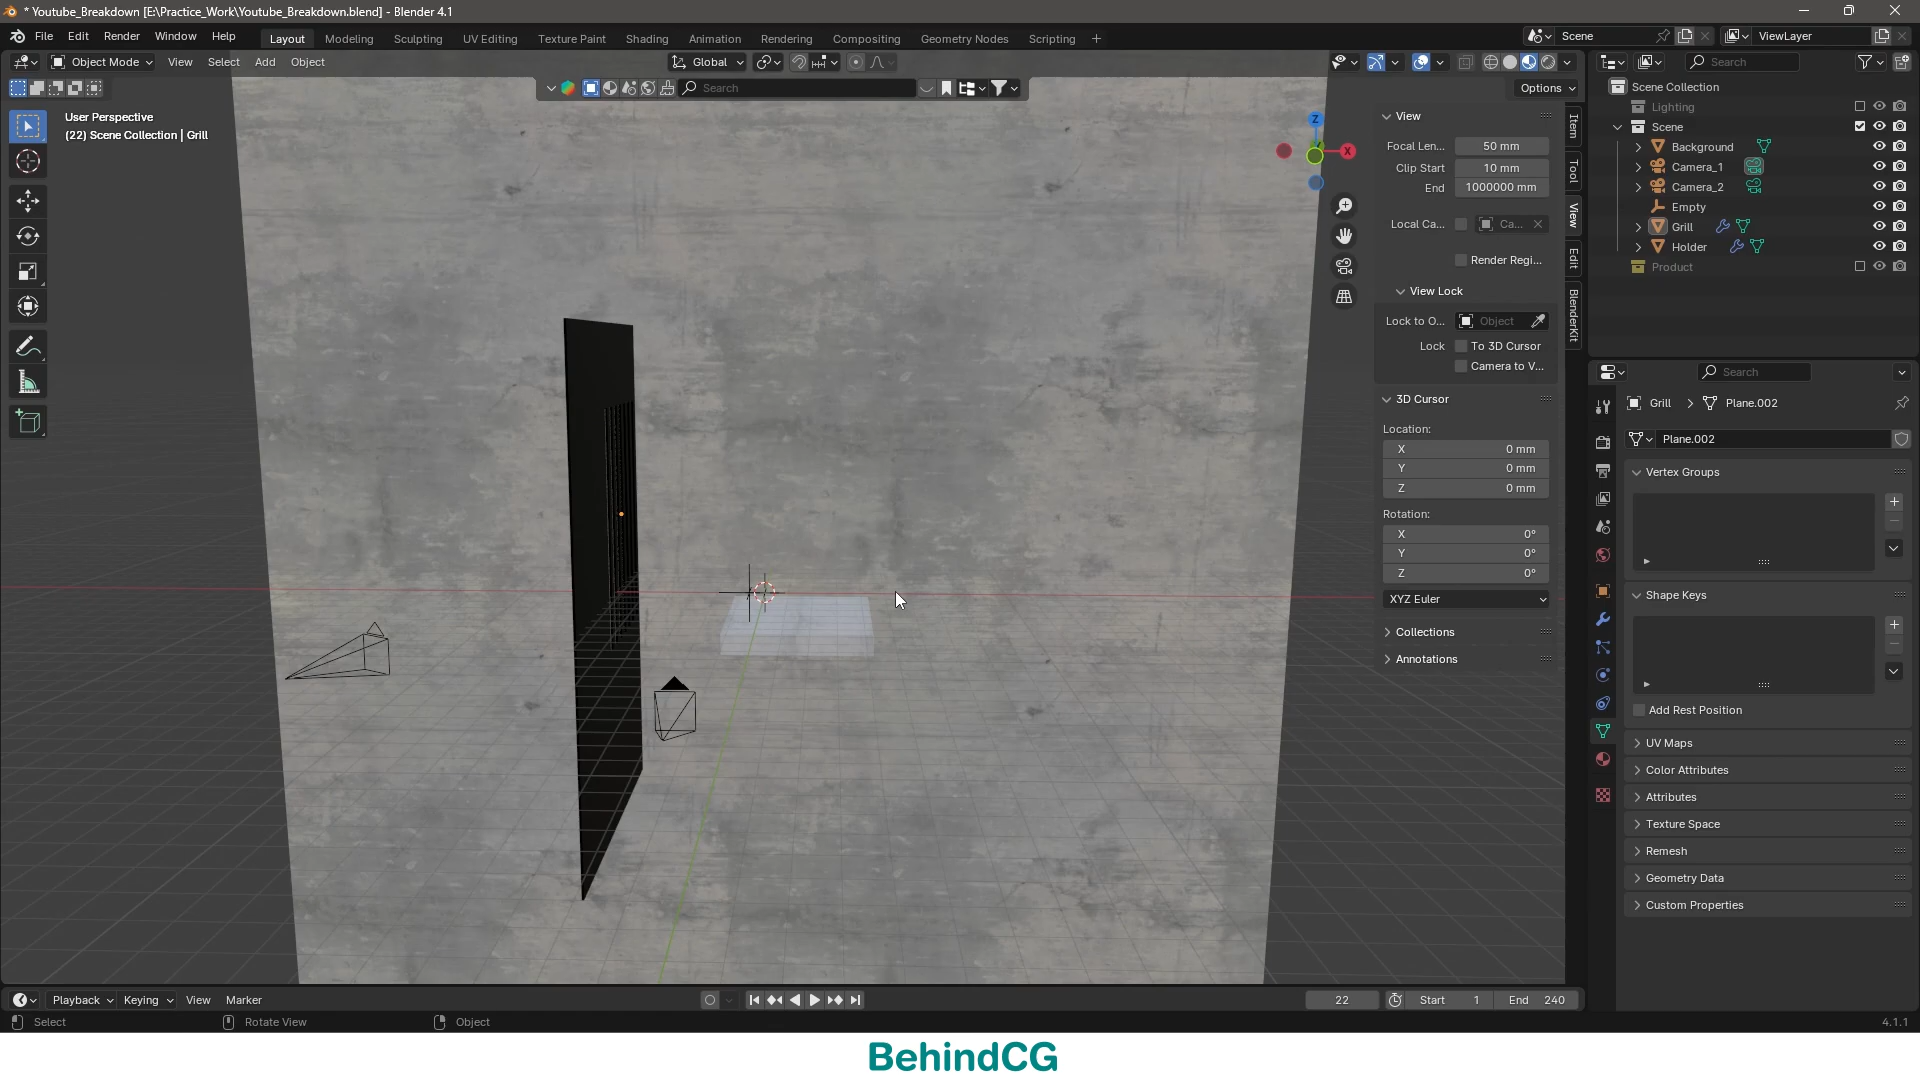 * Youtube_Breakdown [E:\Practice_Work\Youtube_Breakdown.blend] - Blender 4.1
File Edit Render Window Help
Layout Modeling Sculpting UV Editing Texture Paint Shading Animation Rendering Compositing Geometry Nodes Scripting +
Scene
ViewLayer
Object Mode View Select Add Object
Global
Search
Search
Options
User Perspective
(22) Scene Collection | Grill
Z
X
View
Focal Len... 50 mm
Clip Start 10 mm
End 1000000 mm
Local Ca... Ca...
Render Regi...
View Lock
Lock to O... Object
Lock To 3D Cursor
Camera to V...
3D Cursor
Location:
X 0 mm
Y 0 mm
Z 0 mm
Rotation:
X 0°
Y 0°
Z 0°
XYZ Euler
Collections
Annotations
Item
Tool
View
Edit
BlenderKit
Scene Collection
Lighting
Scene
Background
Camera_1
Camera_2
Empty
Grill
Holder
Product
Search
Grill > Plane.002
Plane.002
Vertex Groups
Shape Keys
Add Rest Position
UV Maps
Color Attributes
Attributes
Texture Space
Remesh
Geometry Data
Custom Properties
Playback Keying View Marker
22
Start 1 End 240
Select
Rotate View
Object
4.1.1
BehindCG